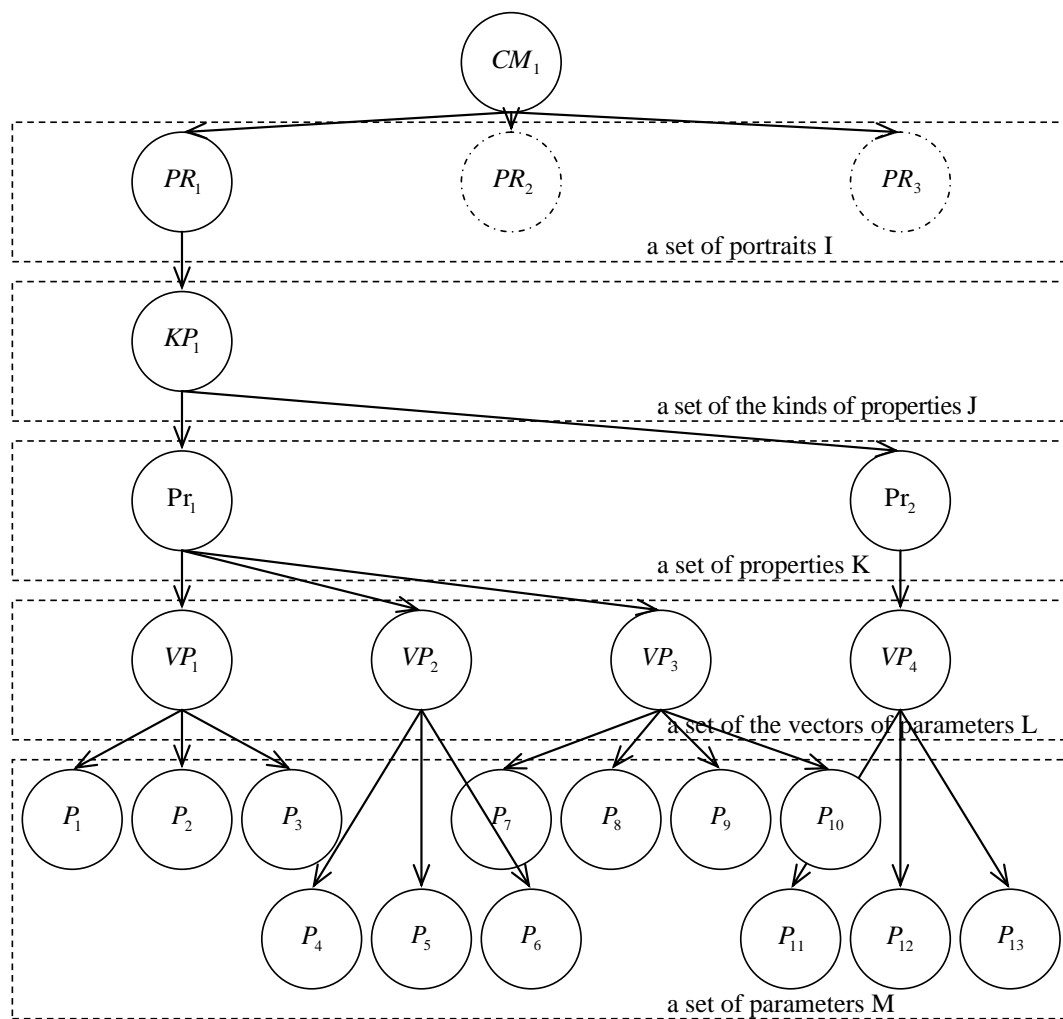 CM₁
PR₁ PR₂ PR₃
a set of portraits I
KP₁
a set of the kinds of properties J
Pr₁ Pr₂
a set of properties K
VP₁ VP₂ VP₃ VP₄
a set of the vectors of parameters L
P₁ P₂ P₃ P₇ P₈ P₉ P₁₀
P₄ P₅ P₆ P₁₁ P₁₂ P₁₃
a set of parameters M